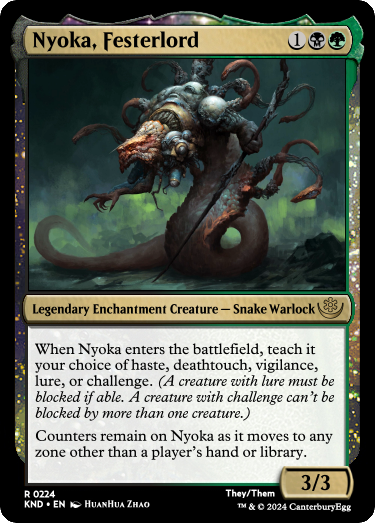 Nyoka, Festerlord 1
Legendary Enchantment Creature — Snake Warlock
When Nyoka enters the battlefield, teach it
your choice of haste, deathtouch, vigilance,
lure, or challenge. (A creature with lure must be
blocked if able. A creature with challenge can't be
blocked by more than one creature.)
Counters remain on Nyoka as it moves to any
zone other than a player's hand or library.
3/3
R 0224
KND • EN HuanHua Zhao
They/Them
™ & © 2024 CanterburyEgg